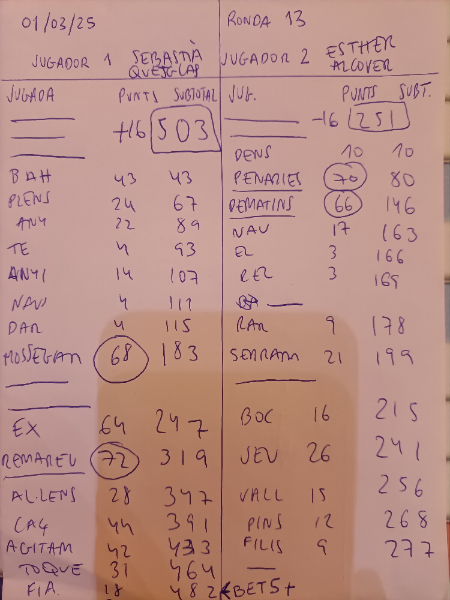 01/03/25 RONDA 13
JUGADOR 1 SEBASTIÀ JUGADOR 2 ESTHER
QUETGLAS ALCOVER
JUGADA PUNTS SUBTOTAL JUG. PUNTS SUBT.
+16 503 -16 251
DENS 10 10
BAH 43 43 PENARIES 70 80
PLENS 24 67 REMATINS 66 146
ANY 22 89 NAU 17 163
TE 4 93 EL 3 166
ANYI 14 107 REL 3 169
NAU 4 111
DAR 4 115 RAR 9 178
MOSSEGAM 68 183 SERRAM 21 199
EX 64 247 BOC 16 215
REMAREU 72 319 JEU 26 241
AL·LENS 28 347 VALL 15 256
CAÇ 44 391 PINS 12 268
AGITAM 42 433 FILIS 9 277
TOQUE 31 464
FIA 18 482 BETS+